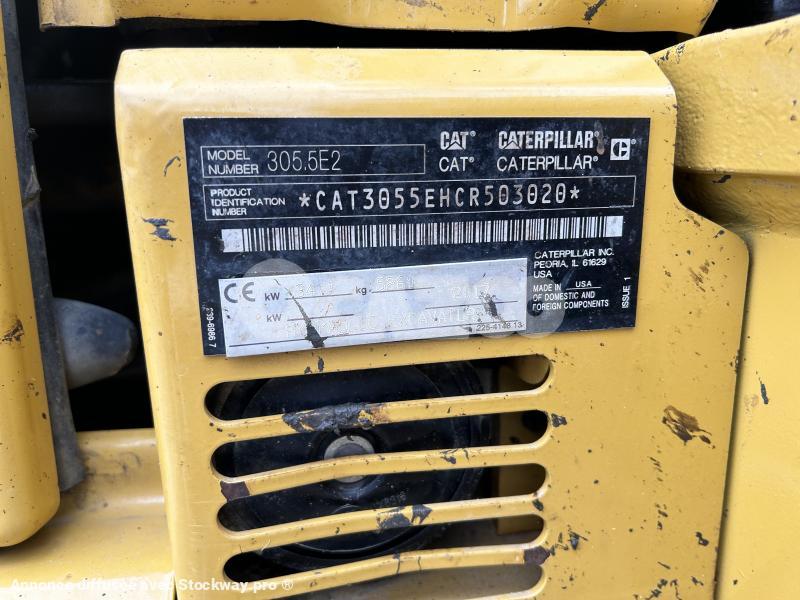 CAT® CATERPILLAR® C
CAT® CATERPILLAR®
MODEL NUMBER 305.5E2
PRODUCT IDENTIFICATION NUMBER *CAT3055EHCR503020*
CATERPILLAR INC.
PEORIA, IL 61629
USA
MADE IN USA
OF DOMESTIC AND
FOREIGN COMPONENTS
ISSUE 1
CE kW 34.1 kg
kW
225-4148 13
Annonce diffusée avec Stockway.pro ®